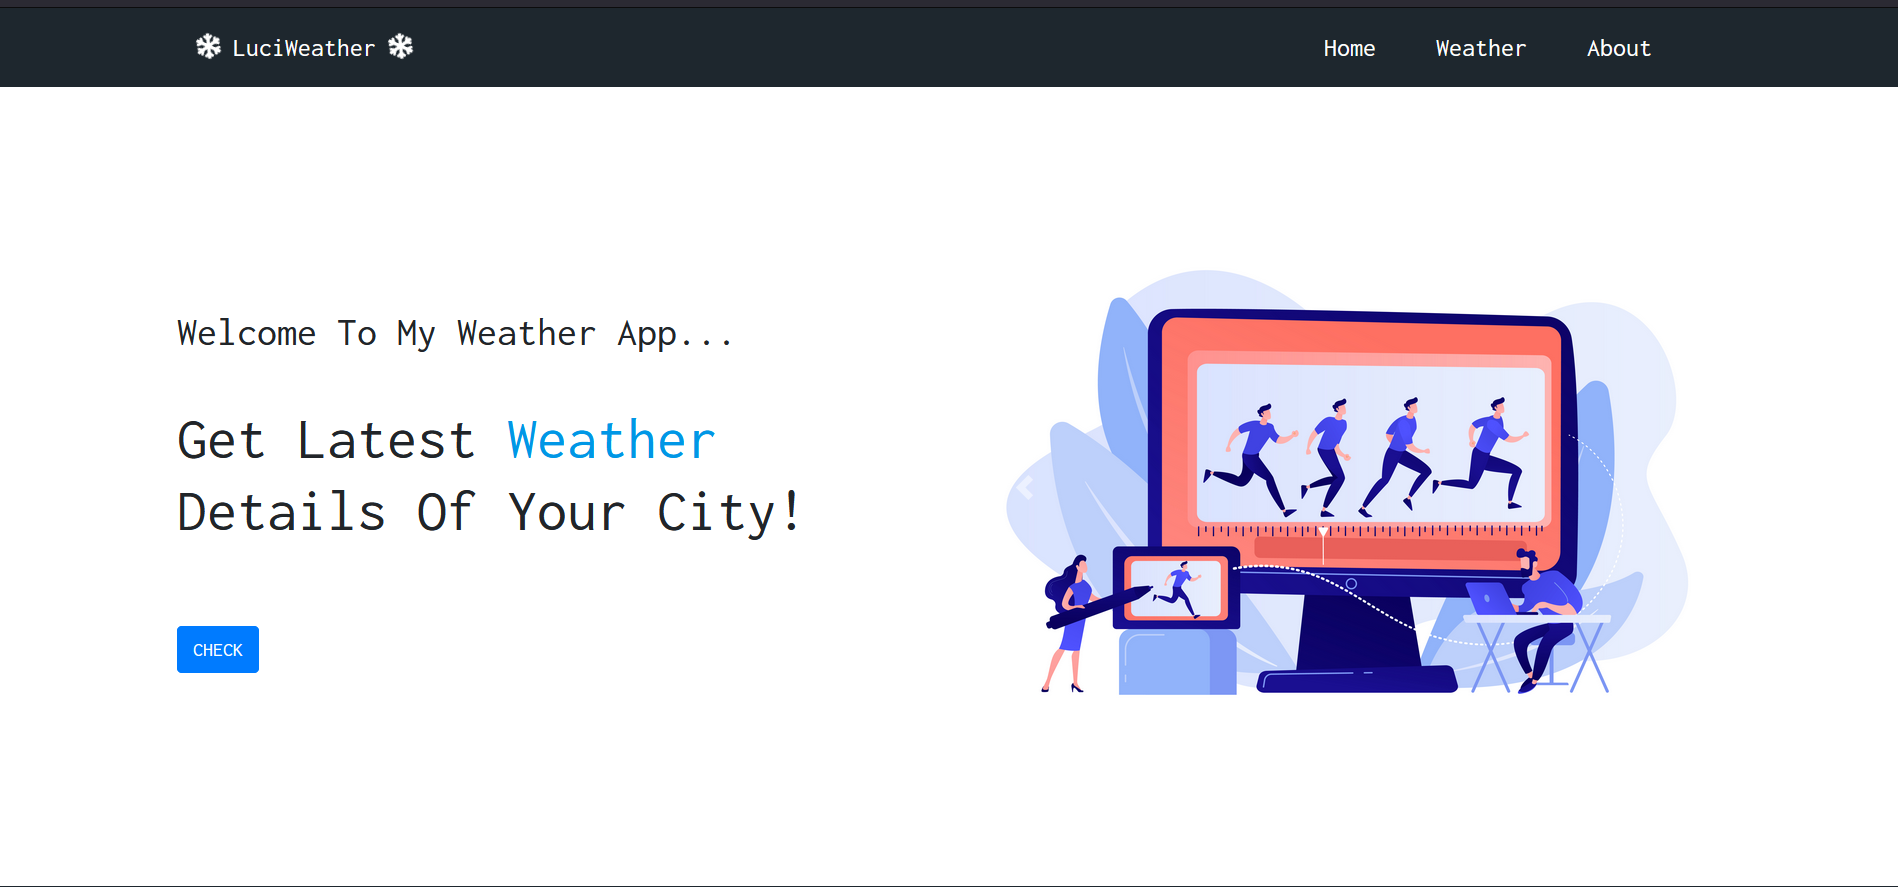 ❄ LuciWeather ❄
Home Weather About
Welcome To My Weather App...
Get Latest Weather
Details Of Your City!
CHECK